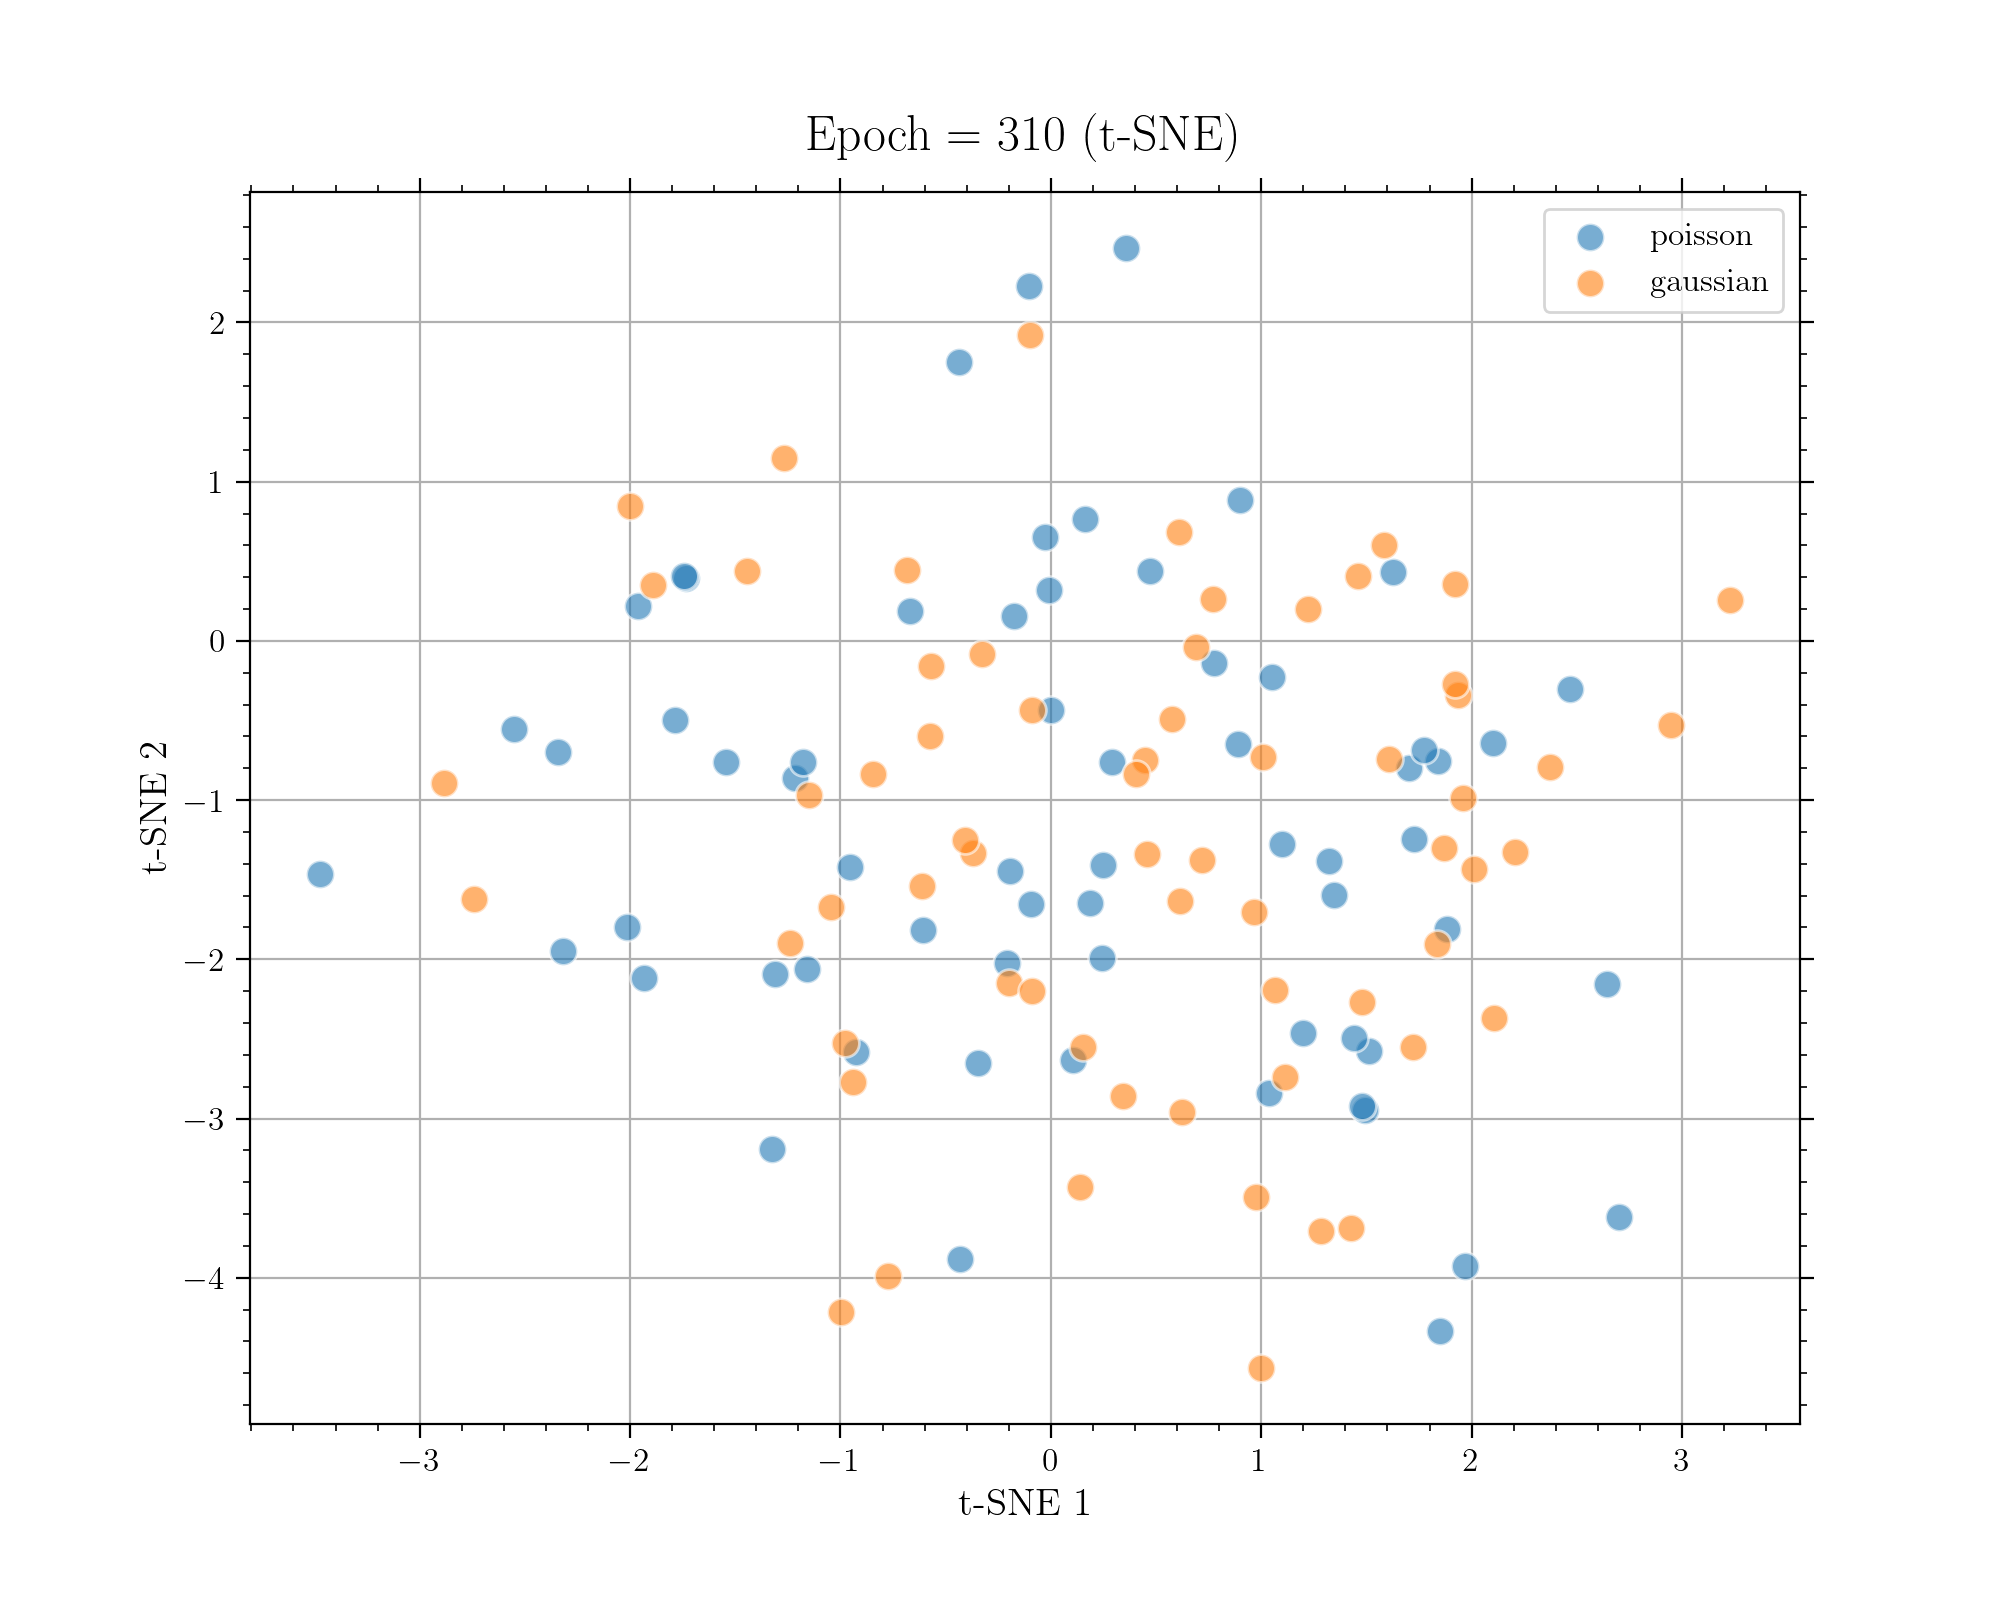 Epoch = 310 (t-SNE)
poisson
gaussian
t-SNE 2
2
1
0
−1
−2
−3
−4
−3 −2 −1 0 1 2 3
t-SNE 1